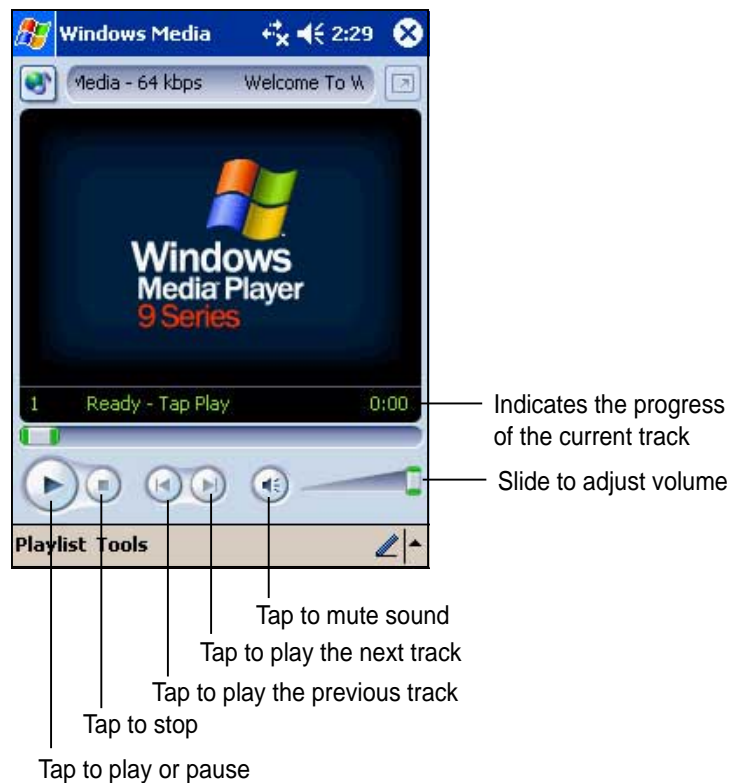 Windows Media 2:29
Media - 64 kbps Welcome To W
Windows
Media Player
9 Series
1 Ready - Tap Play 0:00
Indicates the progress
of the current track
Slide to adjust volume
Playlist Tools
Tap to mute sound
Tap to play the next track
Tap to play the previous track
Tap to stop
Tap to play or pause